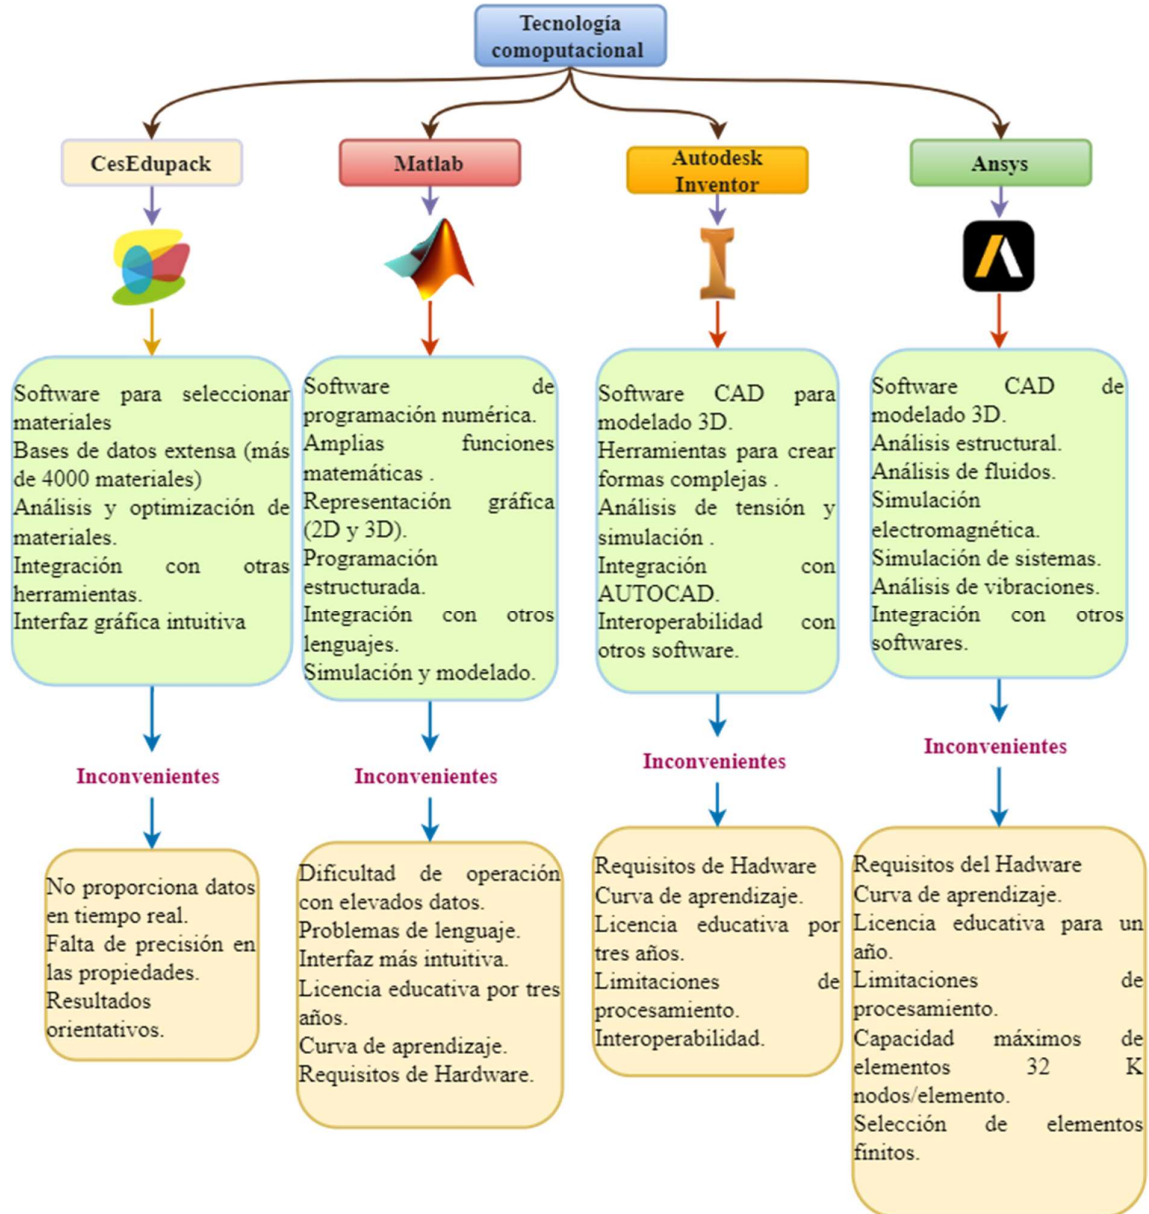 Tecnología
comoputacional
CesEdupack
Matlab
Autodesk
Inventor
Ansys
Software para seleccionar
materiales
Bases de datos extensa (más
de 4000 materiales)
Análisis y optimización de
materiales.
Integración con otras
herramientas.
Interfaz gráfica intuitiva
Software de
programación numérica.
Amplias funciones
matemáticas .
Representación gráfica
(2D y 3D).
Programación
estructurada.
Integración con otros
lenguajes.
Simulación y modelado.
Software CAD para
modelado 3D.
Herramientas para crear
formas complejas .
Análisis de tensión y
simulación .
Integración con
AUTOCAD.
Interoperabilidad con
otros software.
Software CAD de
modelado 3D.
Análisis estructural.
Análisis de fluidos.
Simulación
electromagnética.
Simulación de sistemas.
Análisis de vibraciones.
Integración con otros
softwares.
Inconvenientes
Inconvenientes
Inconvenientes
Inconvenientes
No proporciona datos
en tiempo real.
Falta de precisión en
las propiedades.
Resultados
orientativos.
Dificultad de operación
con elevados datos.
Problemas de lenguaje.
Interfaz más intuitiva.
Licencia educativa por tres
años.
Curva de aprendizaje.
Requisitos de Hardware.
Requisitos de Hadware
Curva de aprendizaje.
Licencia educativa por
tres años.
Limitaciones de
procesamiento.
Interoperabilidad.
Requisitos del Hadware
Curva de aprendizaje.
Licencia educativa para un
año.
Limitaciones de
procesamiento.
Capacidad máximos de
elementos 32 K
nodos/elemento.
Selección de elementos
finitos.